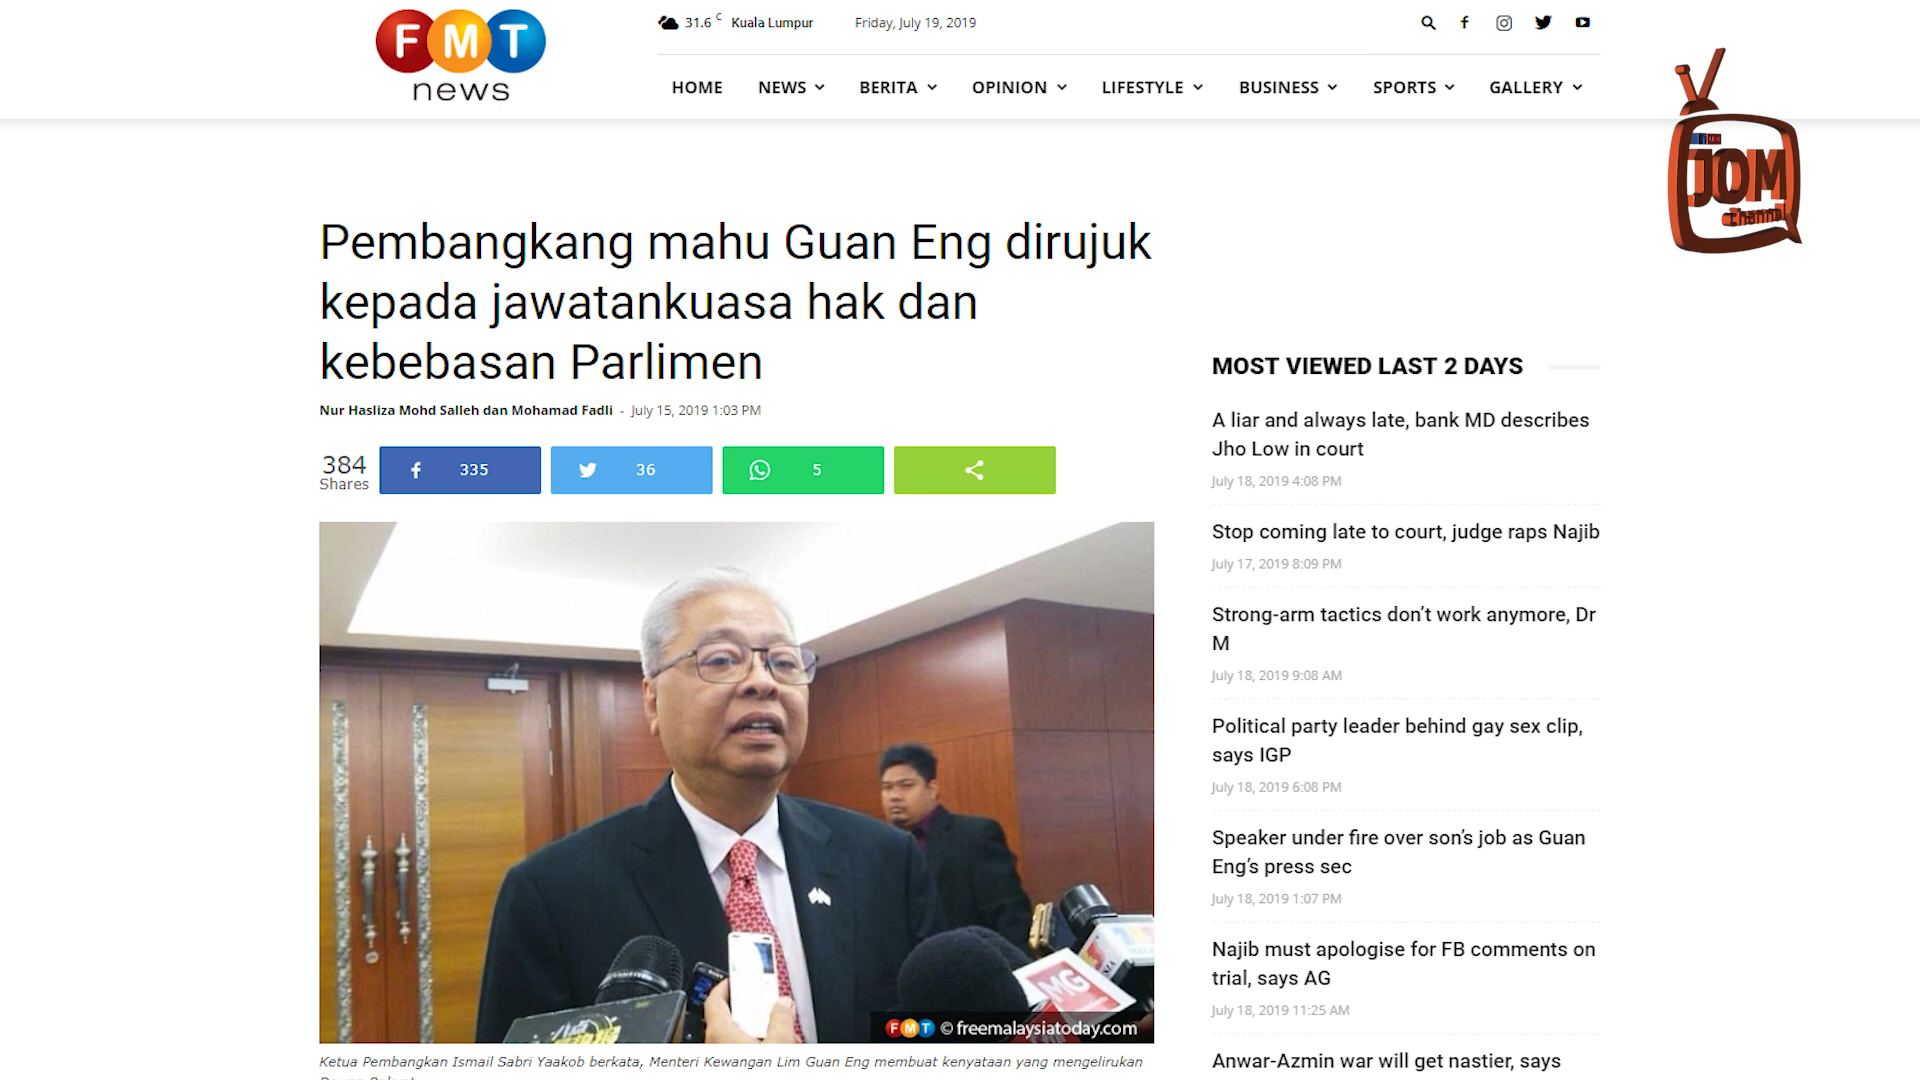 FMT
news
31.6 C Kuala Lumpur Friday, July 19, 2019
HOME NEWS BERITA OPINION LIFESTYLE BUSINESS SPORTS GALLERY
JOM
channel
Pembangkang mahu Guan Eng dirujuk
kepada jawatankuasa hak dan
kebebasan Parlimen
Nur Hasliza Mohd Salleh dan Mohamad Fadli - July 15, 2019 1:03 PM
384
Shares
335
36
5
MG
FMT © freemalaysiatoday.com
Ketua Pembangkan Ismail Sabri Yaakob berkata, Menteri Kewangan Lim Guan Eng membuat kenyataan yang mengelirukan
MOST VIEWED LAST 2 DAYS
A liar and always late, bank MD describes
Jho Low in court
July 18, 2019 4:08 PM
Stop coming late to court, judge raps Najib
July 17, 2019 8:09 PM
Strong-arm tactics don’t work anymore, Dr
M
July 18, 2019 9:08 AM
Political party leader behind gay sex clip,
says IGP
July 18, 2019 6:08 PM
Speaker under fire over son’s job as Guan
Eng’s press sec
July 18, 2019 1:07 PM
Najib must apologise for FB comments on
trial, says AG
July 18, 2019 11:25 AM
Anwar-Azmin war will get nastier, says